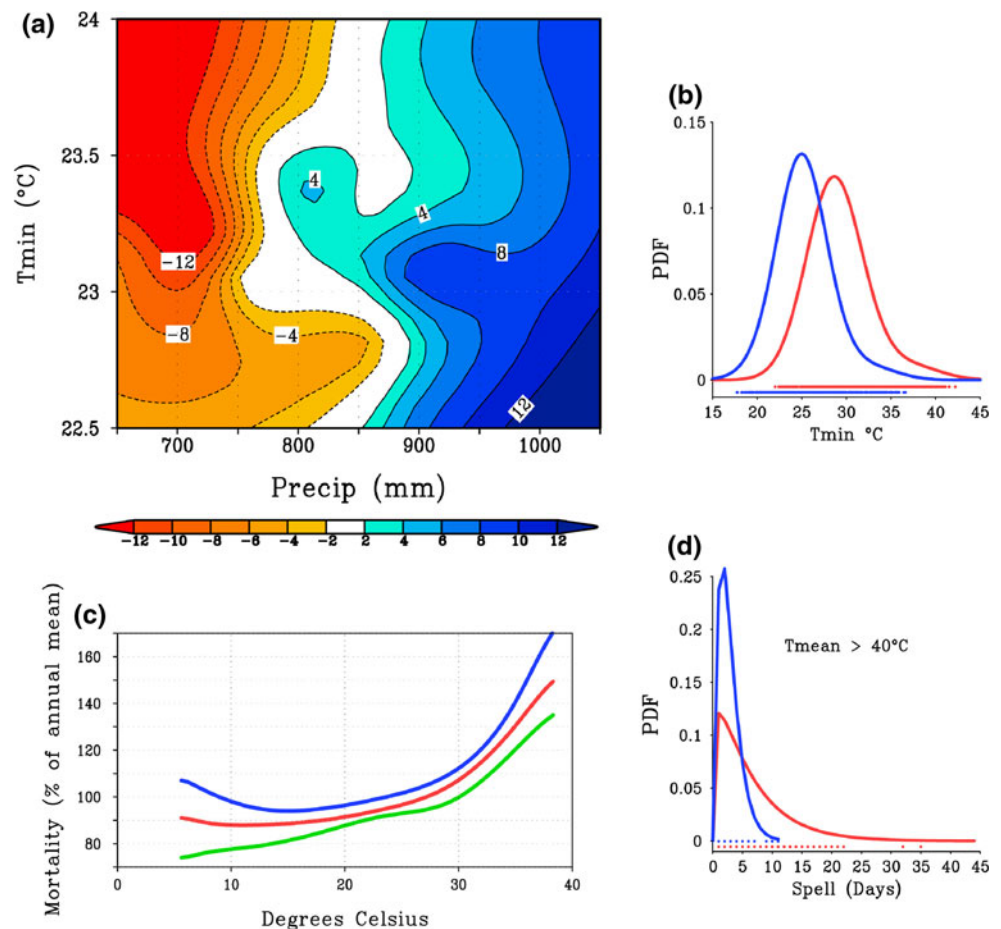 (a)
24
23.5
23
22.5
Tmin (°C)
4
4
-12
8
-8
-4
12
700
800
900
1000
Precip (mm)
-12 -10 -8 -6 -4 -2 2 4 6 8 10 12
(b)
0.15
0.1
0.05
0
PDF
15 20 25 30 35 40 45
Tmin °C
(c)
Mortality (% of annual mean)
160
150
120
100
80
0 10 20 30 40
Degrees Celsius
(d)
0.25
0.2
0.15
0.1
0.05
0
PDF
Tmean > 40°C
0 5 10 15 20 25 30 35 40 45
Spell (Days)